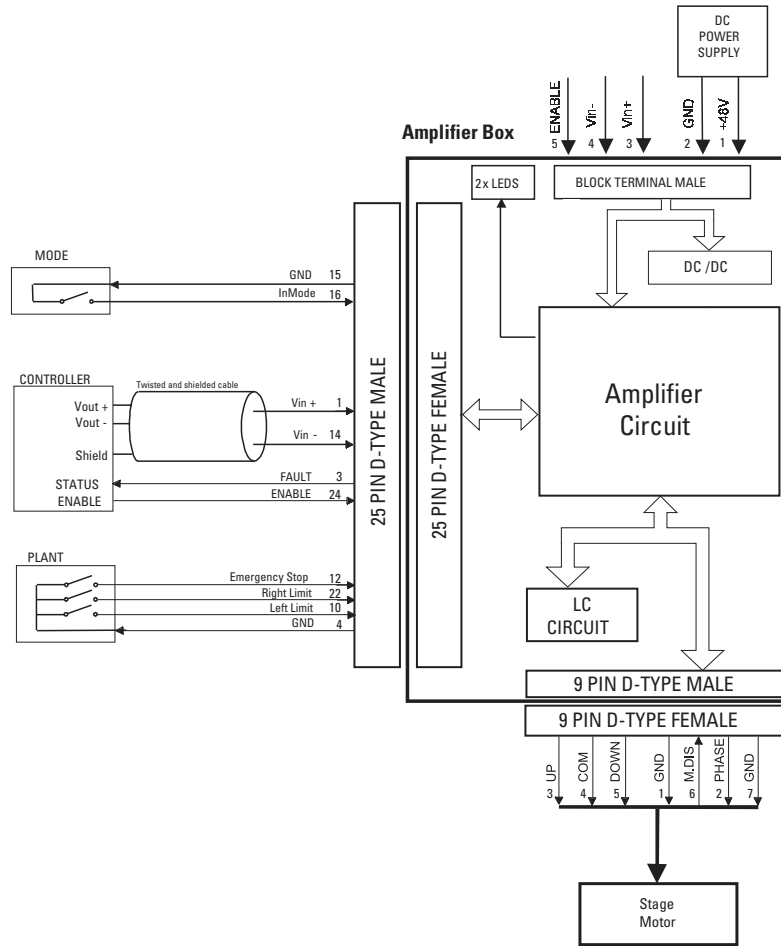 DC
POWER
SUPPLY
ENABLE
Vin-
Vin+
GND
+48V
5
4
3
2
1
Amplifier Box
2x LEDS
BLOCK TERMINAL MALE
DC /DC
MODE
GND 15
InMode 16
CONTROLLER
Twisted and shielded cable
Vout +
Vout -
Shield
STATUS
ENABLE
Vin + 1
Vin - 14
FAULT 3
ENABLE 24
PLANT
Emergency Stop 12
Right Limit 22
Left Limit 10
GND 4
25 PIN D-TYPE MALE
25 PIN D-TYPE FEMALE
Amplifier
Circuit
LC
CIRCUIT
9 PIN D-TYPE MALE
9 PIN D-TYPE FEMALE
UP
COM
DOWN
GND
M.DIS
PHASE
GND
3
4
5
1
6
2
7
Stage
Motor